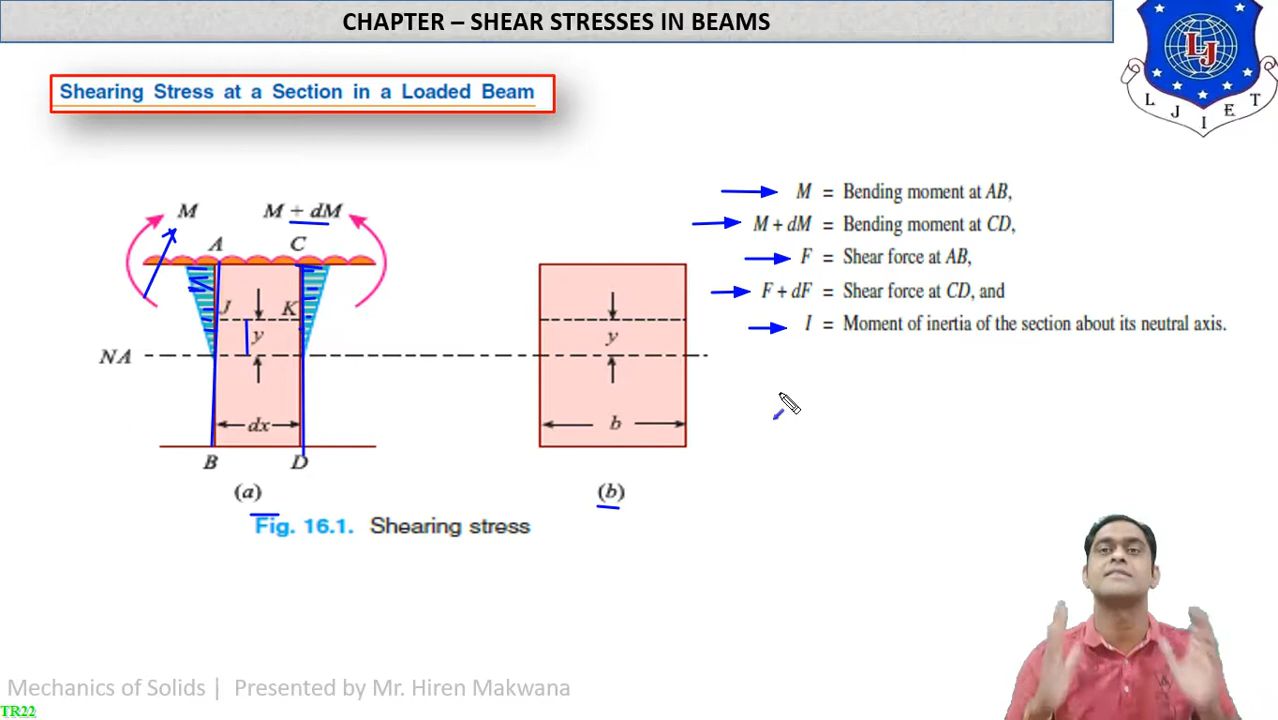 CHAPTER – SHEAR STRESSES IN BEAMS
LJ
L J I E T
Shearing Stress at a Section in a Loaded Beam
M = Bending moment at AB,
M + dM = Bending moment at CD,
F = Shear force at AB,
F + dF = Shear force at CD, and
I = Moment of inertia of the section about its neutral axis.
M M + dM
A C
J K
y y
NA
dx b
B D
(a) (b)
Fig. 16.1. Shearing stress
Mechanics of Solids | Presented by Mr. Hiren Makwana
TR22